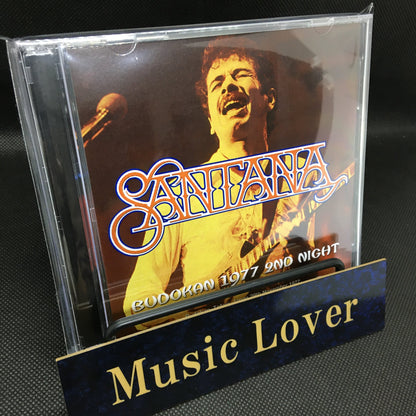 SANTANA
BUDOKAN 1977 2ND NIGHT
Music Lover